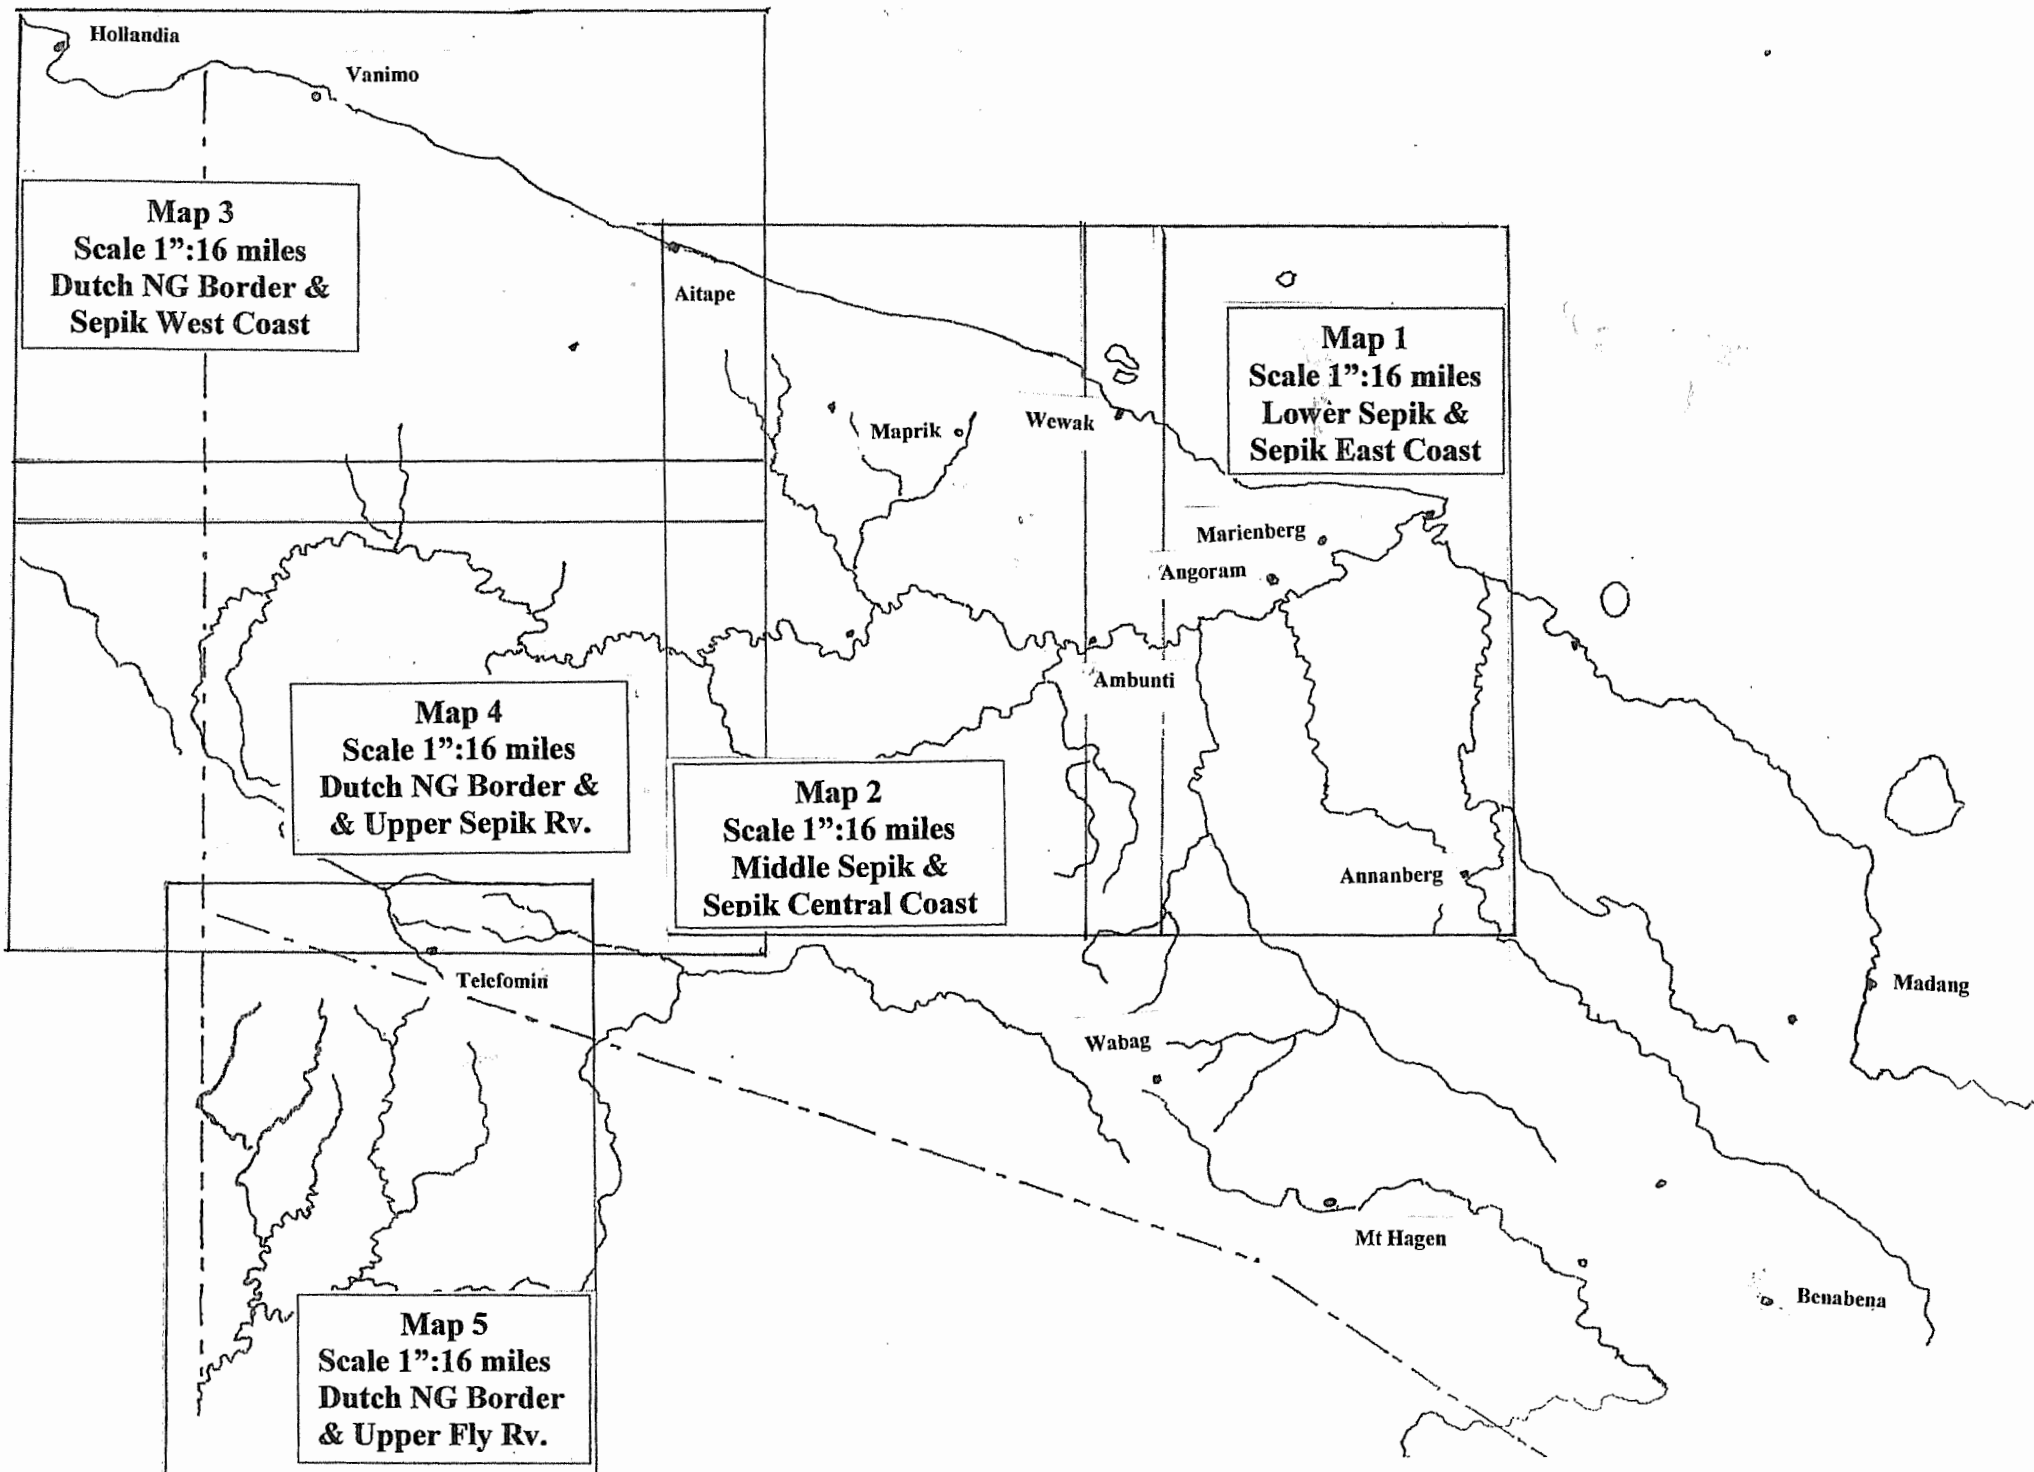 Hollandia
Vanimo
Map 3
Scale 1”:16 miles
Dutch NG Border &
Sepik West Coast
Aitape
Map 1
Scale 1”:16 miles
Lower Sepik &
Sepik East Coast
Maprik
Wewak
Marienberg
Angoram
Ambunti
Map 4
Scale 1”:16 miles
Dutch NG Border &
& Upper Sepik Rv.
Map 2
Scale 1”:16 miles
Middle Sepik &
Sepik Central Coast
Annanberg
Telefomin
Madang
Wabag
Mt Hagen
Benabena
Map 5
Scale 1”:16 miles
Dutch NG Border
& Upper Fly Rv.